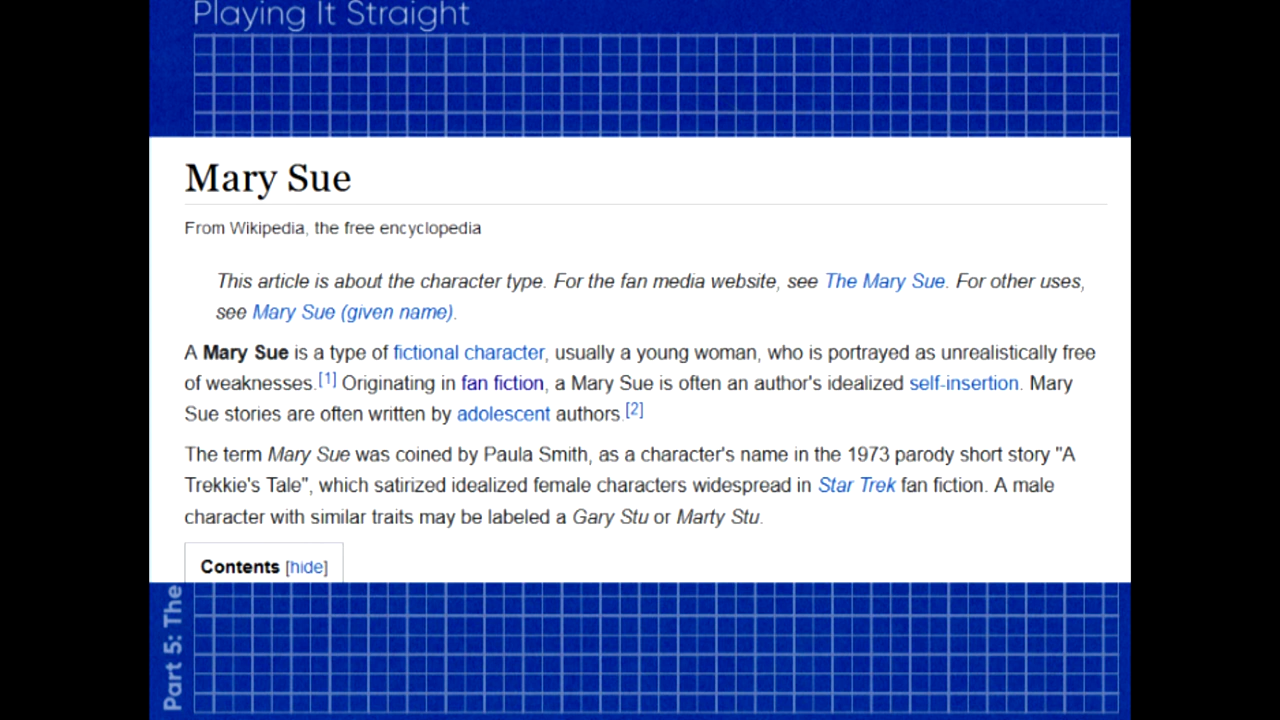 Playing It Straight
Mary Sue
From Wikipedia, the free encyclopedia
This article is about the character type. For the fan media website, see The Mary Sue. For other uses,
see Mary Sue (given name).
A Mary Sue is a type of fictional character, usually a young woman, who is portrayed as unrealistically free
of weaknesses.[1] Originating in fan fiction, a Mary Sue is often an author's idealized self-insertion. Mary
Sue stories are often written by adolescent authors.[2]
The term Mary Sue was coined by Paula Smith, as a character's name in the 1973 parody short story "A
Trekkie's Tale", which satirized idealized female characters widespread in Star Trek fan fiction. A male
character with similar traits may be labeled a Gary Stu or Marty Stu.
Contents [hide]
Part 5: The